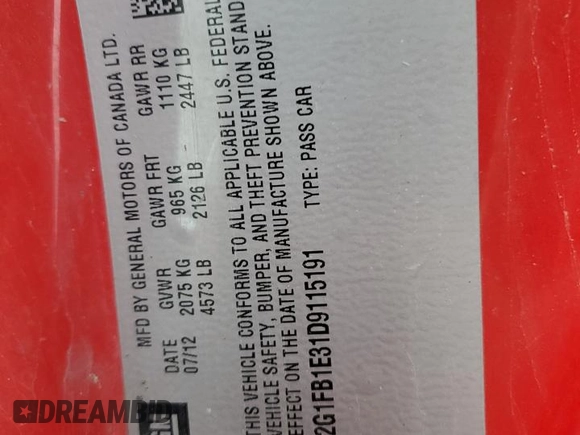 MFD BY GENERAL MOTORS OF CANADA LTD.
DATE GVWR GAWR FRT GAWR RR
07/12 2075 KG 965 KG 1110 KG
4573 LB 2126 LB 2447 LB
THIS VEHICLE CONFORMS TO ALL APPLICABLE U.S. FEDERAL
VEHICLE SAFETY, BUMPER, AND THEFT PREVENTION STAND
EFFECT ON THE DATE OF MANUFACTURE SHOWN ABOVE.
2G1FB1E31D9115191 TYPE: PASS CAR
DREAMBID